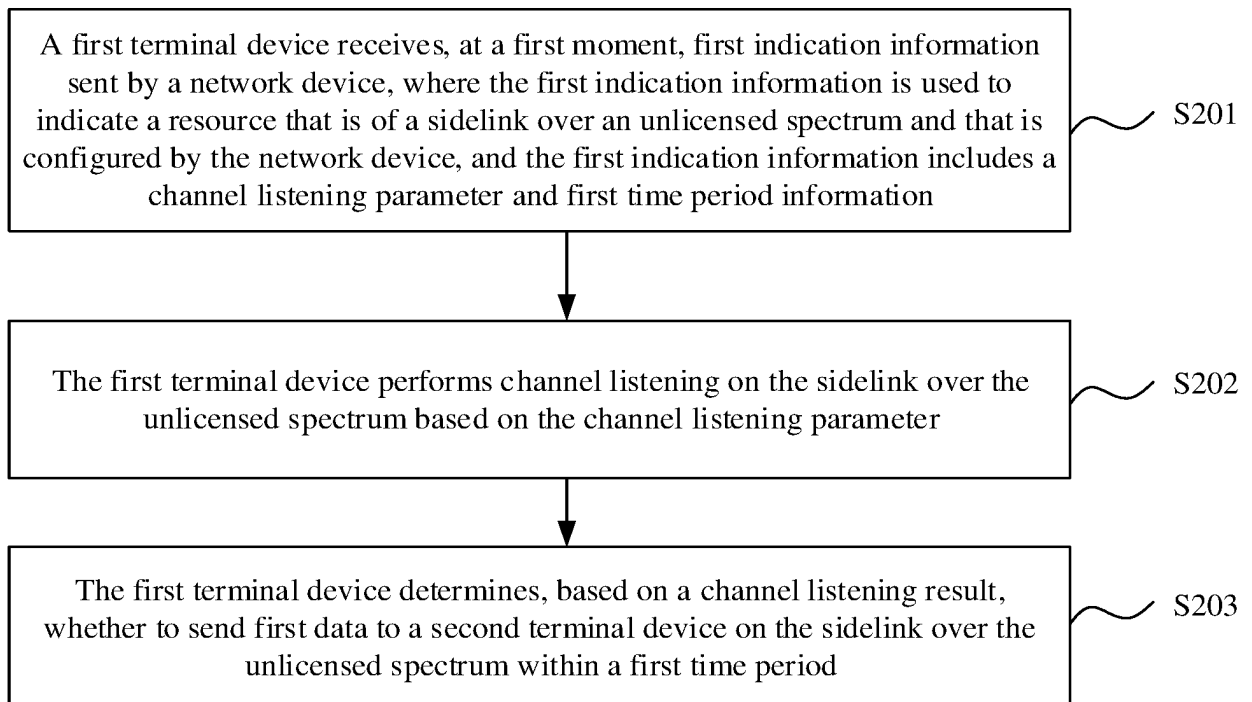 A first terminal device receives, at a first moment, first indication information
sent by a network device, where the first indication information is used to
indicate a resource that is of a sidelink over an unlicensed spectrum and that is
configured by the network device, and the first indication information includes a
channel listening parameter and first time period information
S201
The first terminal device performs channel listening on the sidelink over the
unlicensed spectrum based on the channel listening parameter
S202
The first terminal device determines, based on a channel listening result,
whether to send first data to a second terminal device on the sidelink over the
unlicensed spectrum within a first time period
S203